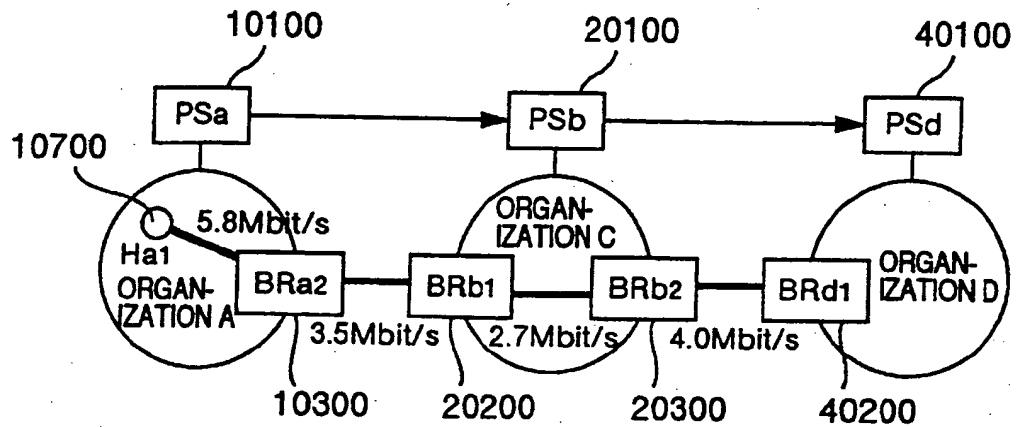 10100
20100
40100
PSa
PSb
PSd
10700
5.8Mbit/s
Ha1
ORGAN-
IZATION A
ORGAN-
IZATION C
ORGAN-
IZATION D
BRa2
BRb1
BRb2
BRd1
3.5Mbit/s
2.7Mbit/s
4.0Mbit/s
10300
20200
20300
40200